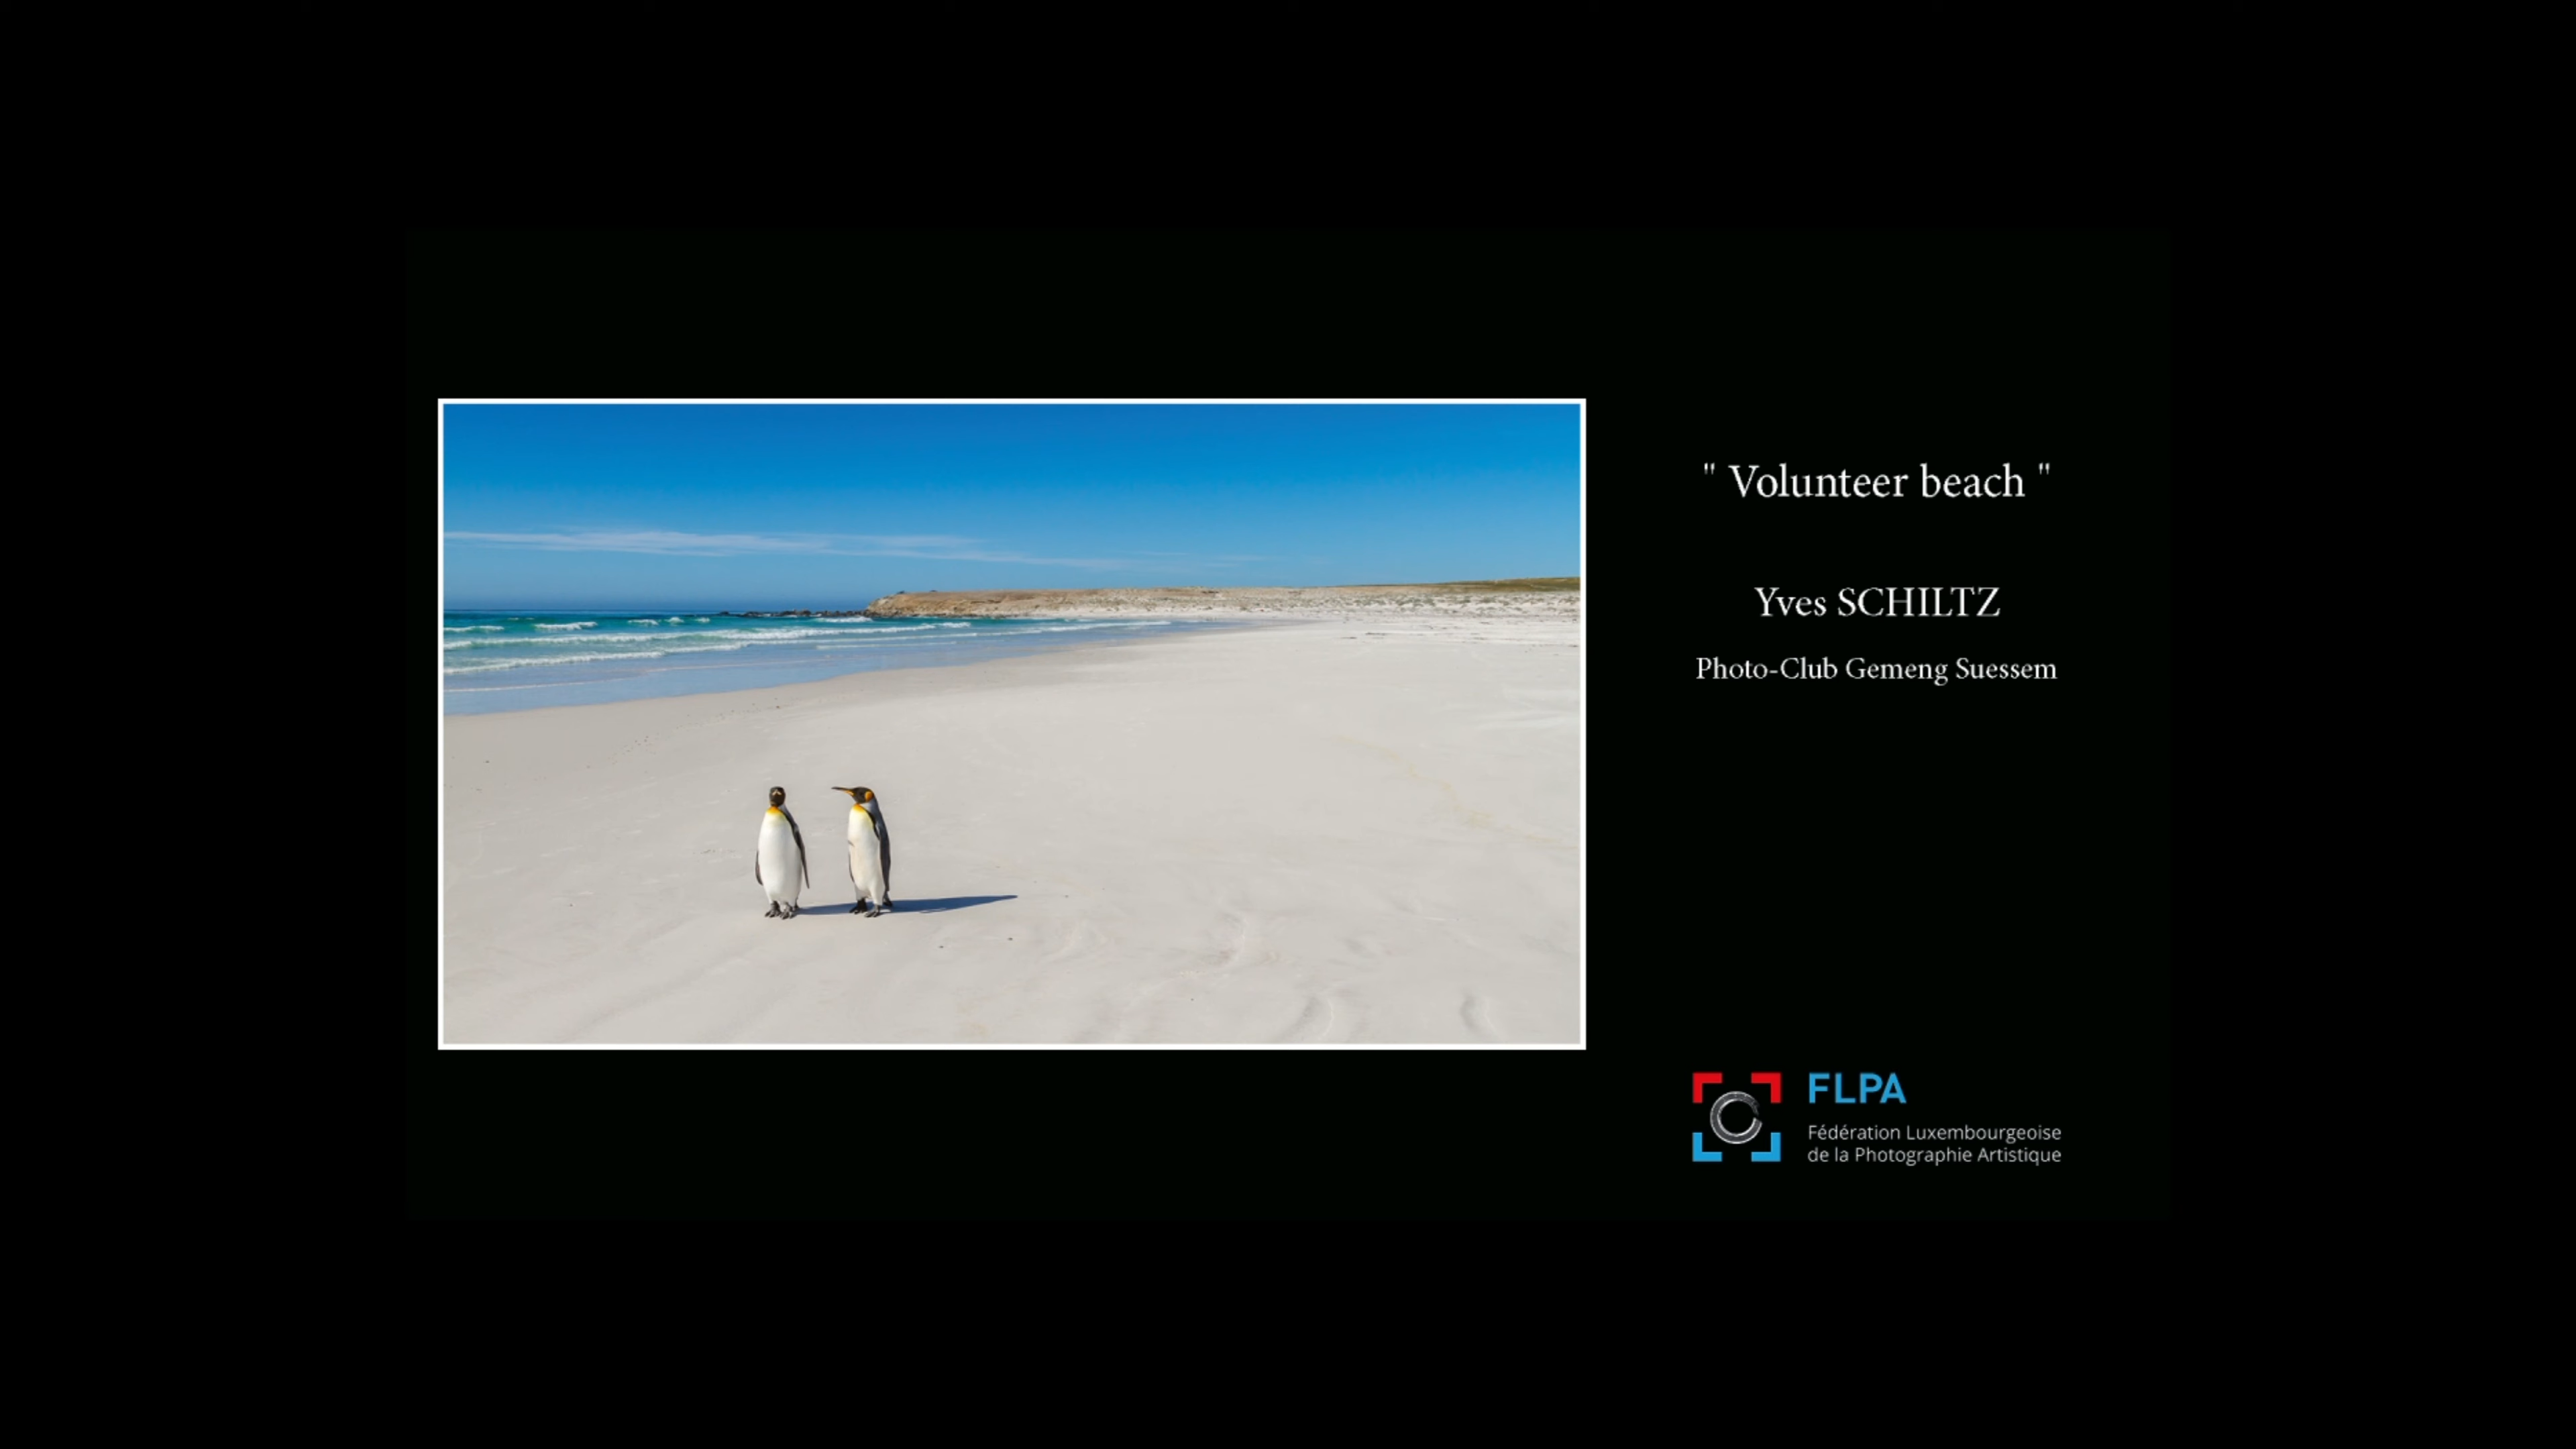 " Volunteer beach "
Yves SCHILTZ
Photo-Club Gemeng Suessem
FLPA
Fédération Luxembourgeoise
de la Photographie Artistique